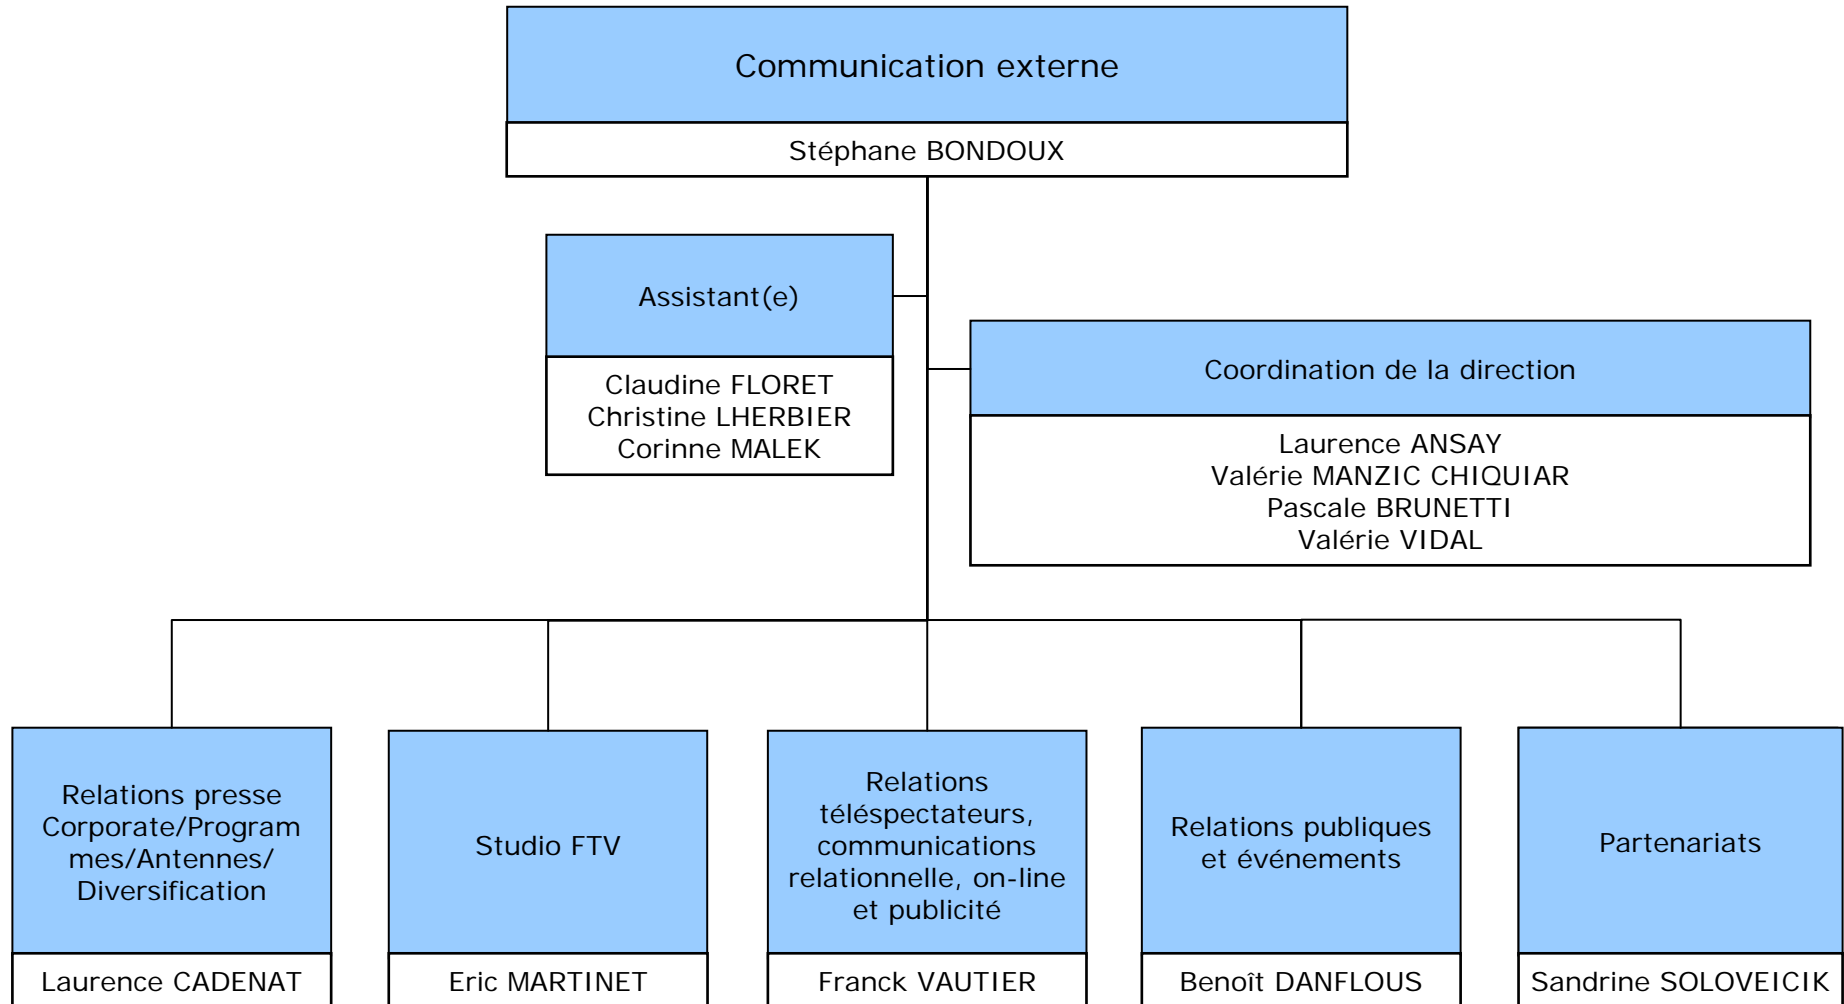 Communication externe
Stéphane BONDOUX
Assistant(e)
Claudine FLORET
Christine LHERBIER
Corinne MALEK
Coordination de la direction
Laurence ANSAY
Valérie MANZIC CHIQUIAR
Pascale BRUNETTI
Valérie VIDAL
Relations presse
Corporate/Program
mes/Antennes/
Diversification
Laurence CADENAT
Studio FTV
Eric MARTINET
Relations
téléspectateurs,
communications
relationnelle, on-line
et publicité
Franck VAUTIER
Relations publiques
et événements
Benoît DANFLOUS
Partenariats
Sandrine SOLOVEICIK